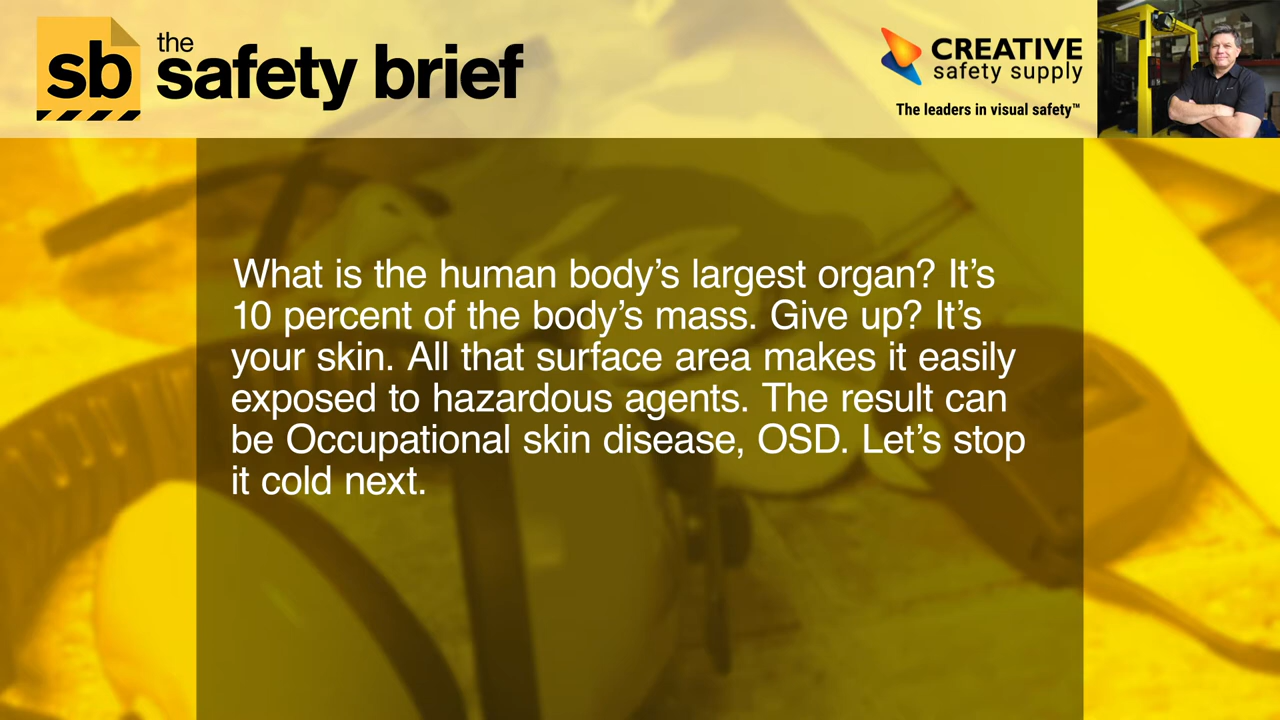 sb
the
safety brief
CREATIVE
safety supply
The leaders in visual safety™
What is the human body’s largest organ? It’s
10 percent of the body’s mass. Give up? It’s
your skin. All that surface area makes it easily
exposed to hazardous agents. The result can
be Occupational skin disease, OSD. Let’s stop
it cold next.